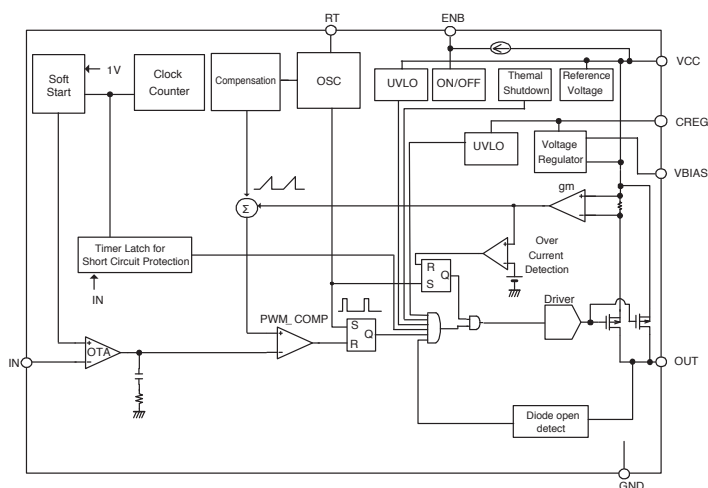 RT
ENB
VCC
Soft
Start
1V
Clock
Counter
Compensation
OSC
UVLO
ON/OFF
Themal
Shutdown
Reference
Voltage
CREG
UVLO
Voltage
Regulator
VBIAS
gm
+
−
Σ
Timer Latch for
Short Circuit Protection
IN
R
S
Q
+
−
Over
Current
Detection
PWM_COMP
+
−
S
R
Q
Driver
IN
+
−
OTA
OUT
Diode open
detect
GND